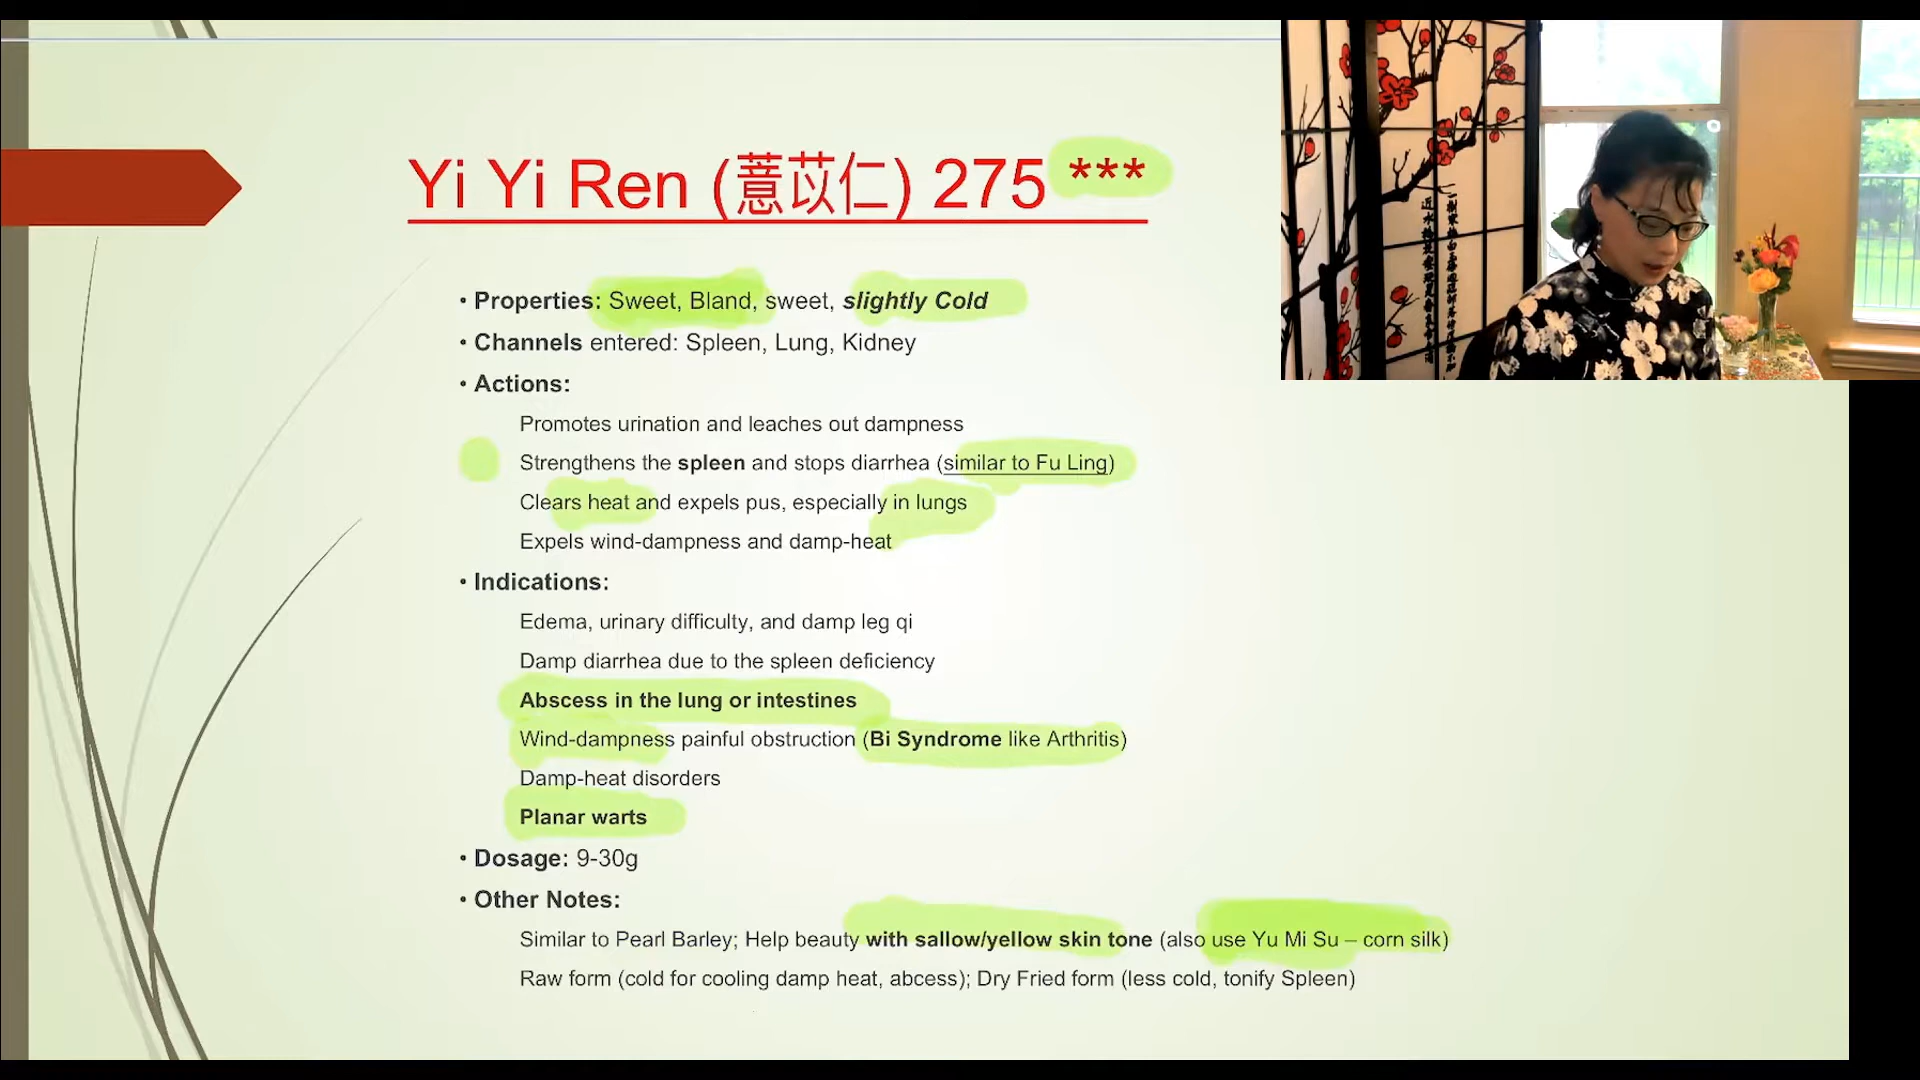 Yi Yi Ren (薏苡仁) 275 ***
• Properties: Sweet, Bland, sweet, slightly Cold
• Channels entered: Spleen, Lung, Kidney
• Actions:
Promotes urination and leaches out dampness
Strengthens the spleen and stops diarrhea (similar to Fu Ling)
Clears heat and expels pus, especially in lungs
Expels wind-dampness and damp-heat
• Indications:
Edema, urinary difficulty, and damp leg qi
Damp diarrhea due to the spleen deficiency
Abscess in the lung or intestines
Wind-dampness painful obstruction (Bi Syndrome like Arthritis)
Damp-heat disorders
Planar warts
• Dosage: 9-30g
• Other Notes:
Similar to Pearl Barley; Help beauty with sallow/yellow skin tone (also use Yu Mi Su – corn silk)
Raw form (cold for cooling damp heat, abcess); Dry Fried form (less cold, tonify Spleen)